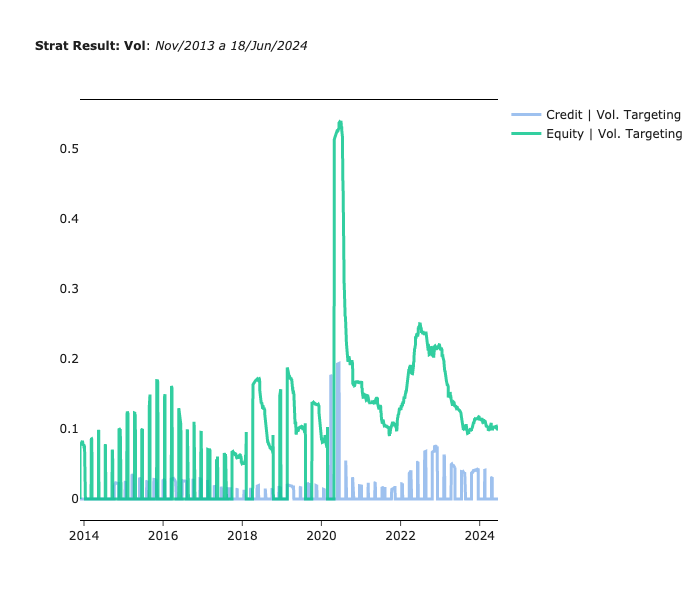 Strat Result: Vol: Nov/2013 a 18/Jun/2024
Credit | Vol. Targeting
Equity | Vol. Targeting
0.5
0.4
0.3
0.2
0.1
0
2014 2016 2018 2020 2022 2024